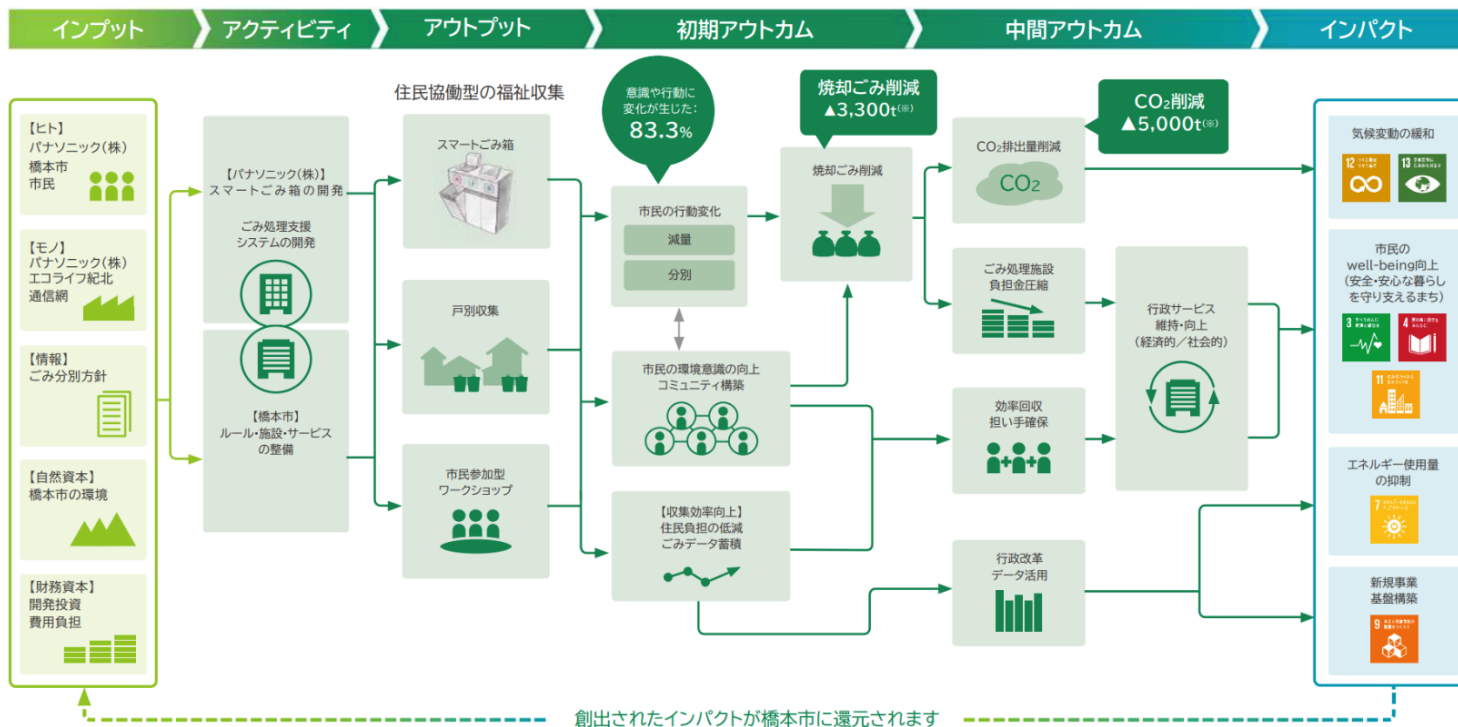 インプット
アクティビティ
アウトプット
初期アウトカム
中間アウトカム
インパクト
【ヒト】
パナソニック(株)
橋本市
市民
【モノ】
パナソニック(株)
エコライフ紀北
通信網
【情報】
ごみ分別方針
【自然資本】
橋本市の環境
【財務資本】
開発投資
費用負担
【パナソニック(株)】
スマートごみ箱の開発
ごみ処理支援
システムの開発
【橋本市】
ルール・施設・サービス
の整備
住民協働型の福祉収集
スマートごみ箱
戸別収集
市民参加型
ワークショップ
意識や行動に
変化が生じた:
83.3%
市民の行動変化
減量
分別
市民の環境意識の向上
コミュニティ構築
【収集効率向上】
住民負担の低減
ごみデータ蓄積
焼却ごみ削減
▲3,300t(※)
焼却ごみ削減
CO2削減
▲5,000t(※)
CO2排出量削減
CO2
ごみ処理施設
負担金圧縮
効率回収
担い手確保
行政改革
データ活用
行政サービス
維持・向上
(経済的/社会的)
気候変動の緩和
12
13
市民の
well-being向上
(安全・安心な暮らし
を守り支えるまち)
3
4
11
エネルギー使用量
の抑制
7
新規事業
基盤構築
9
創出されたインパクトが橋本市に還元されます